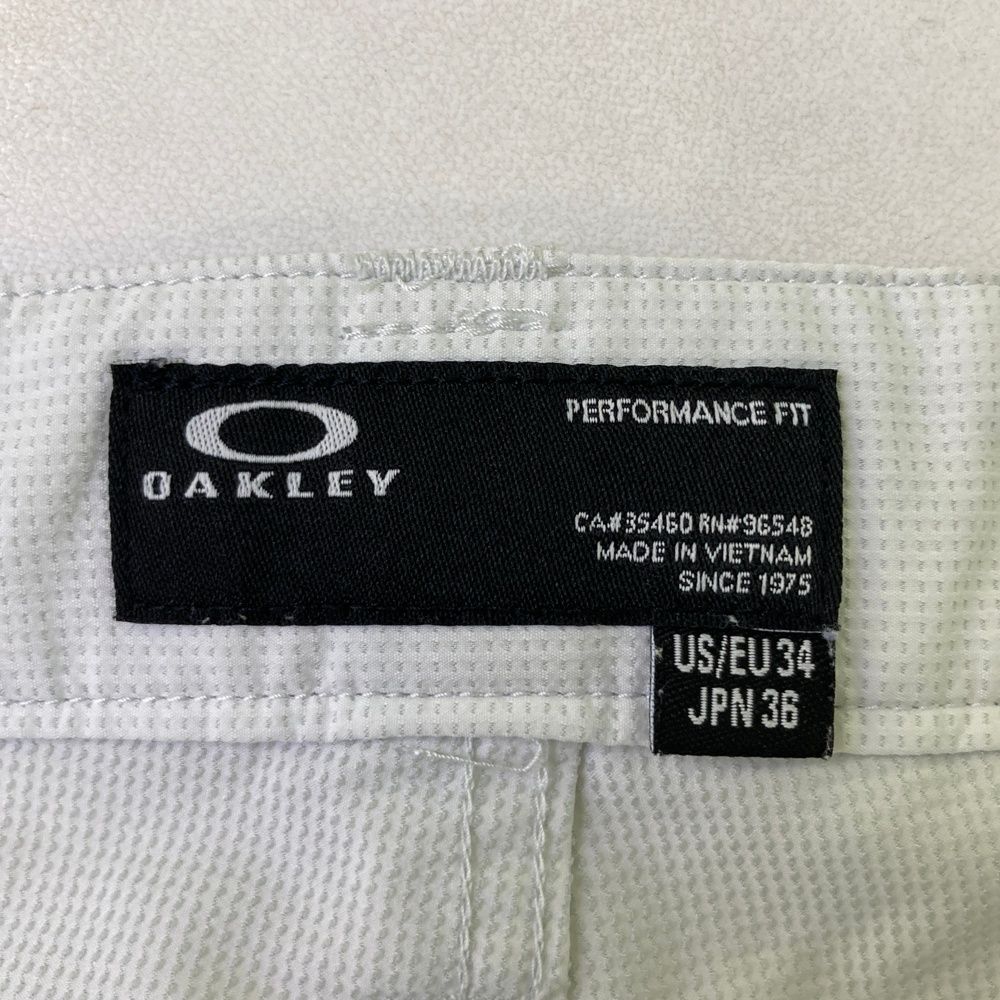 OAKLEY
PERFORMANCE FIT
CA#35460 RN#96548
MADE IN VIETNAM
SINCE 1975
US/EU 34
JPN 36